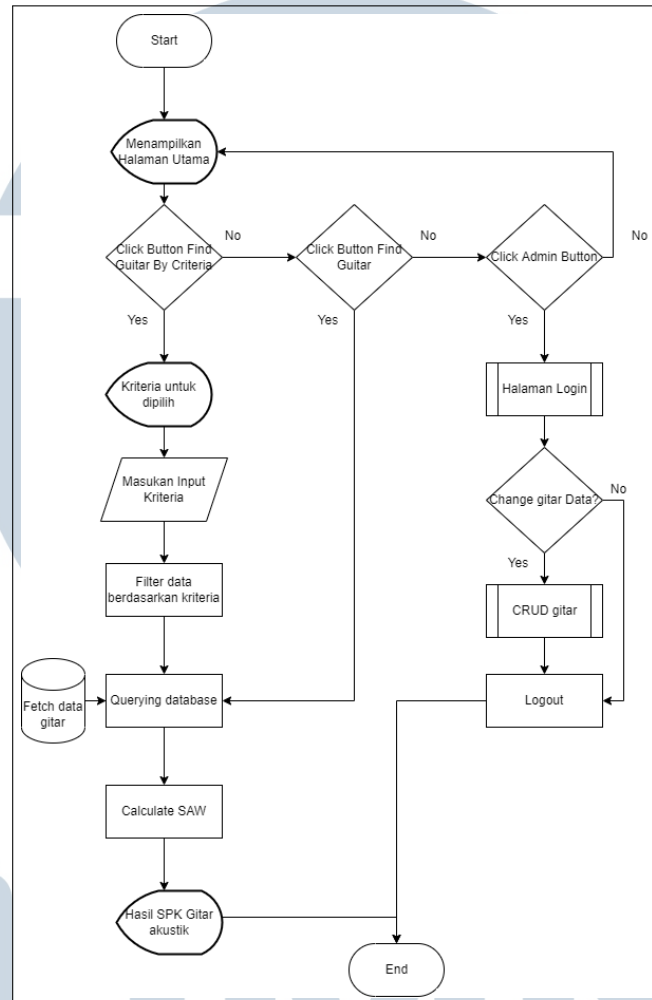 Start
Menampilkan
Halaman Utama
Click Button Find
Guitar By Criteria
No
Click Button Find
Guitar
No
Click Admin Button
No
Yes
Yes
Yes
Kriteria untuk
dipilih
Halaman Login
Masukan Input
Kriteria
Change gitar Data?
No
Yes
Filter data
berdasarkan kriteria
CRUD gitar
Fetch data
gitar
Querying database
Logout
Calculate SAW
Hasil SPK Gitar
akustik
End